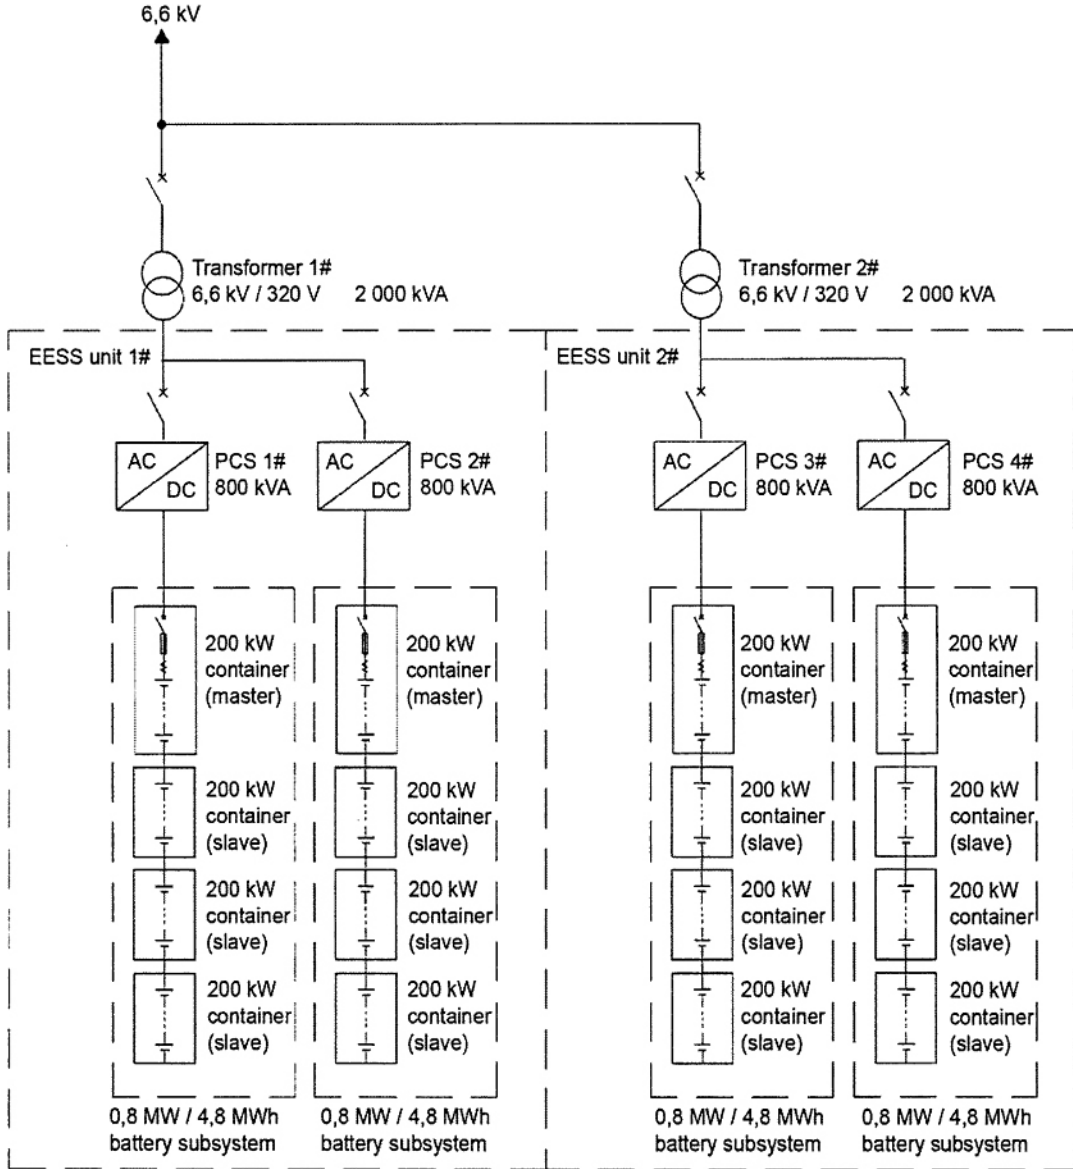 6,6 kV
Transformer 1#
6,6 kV / 320 V 2 000 kVA
Transformer 2#
6,6 kV / 320 V 2 000 kVA
EESS unit 1#
EESS unit 2#
AC
DC
PCS 1#
800 kVA
AC
DC
PCS 2#
800 kVA
AC
DC
PCS 3#
800 kVA
AC
DC
PCS 4#
800 kVA
200 kW
container
(master)
200 kW
container
(master)
200 kW
container
(master)
200 kW
container
(master)
200 kW
container
(slave)
200 kW
container
(slave)
200 kW
container
(slave)
200 kW
container
(slave)
200 kW
container
(slave)
200 kW
container
(slave)
200 kW
container
(slave)
200 kW
container
(slave)
200 kW
container
(slave)
200 kW
container
(slave)
200 kW
container
(slave)
200 kW
container
(slave)
0,8 MW / 4,8 MWh
battery subsystem
0,8 MW / 4,8 MWh
battery subsystem
0,8 MW / 4,8 MWh
battery subsystem
0,8 MW / 4,8 MWh
battery subsystem